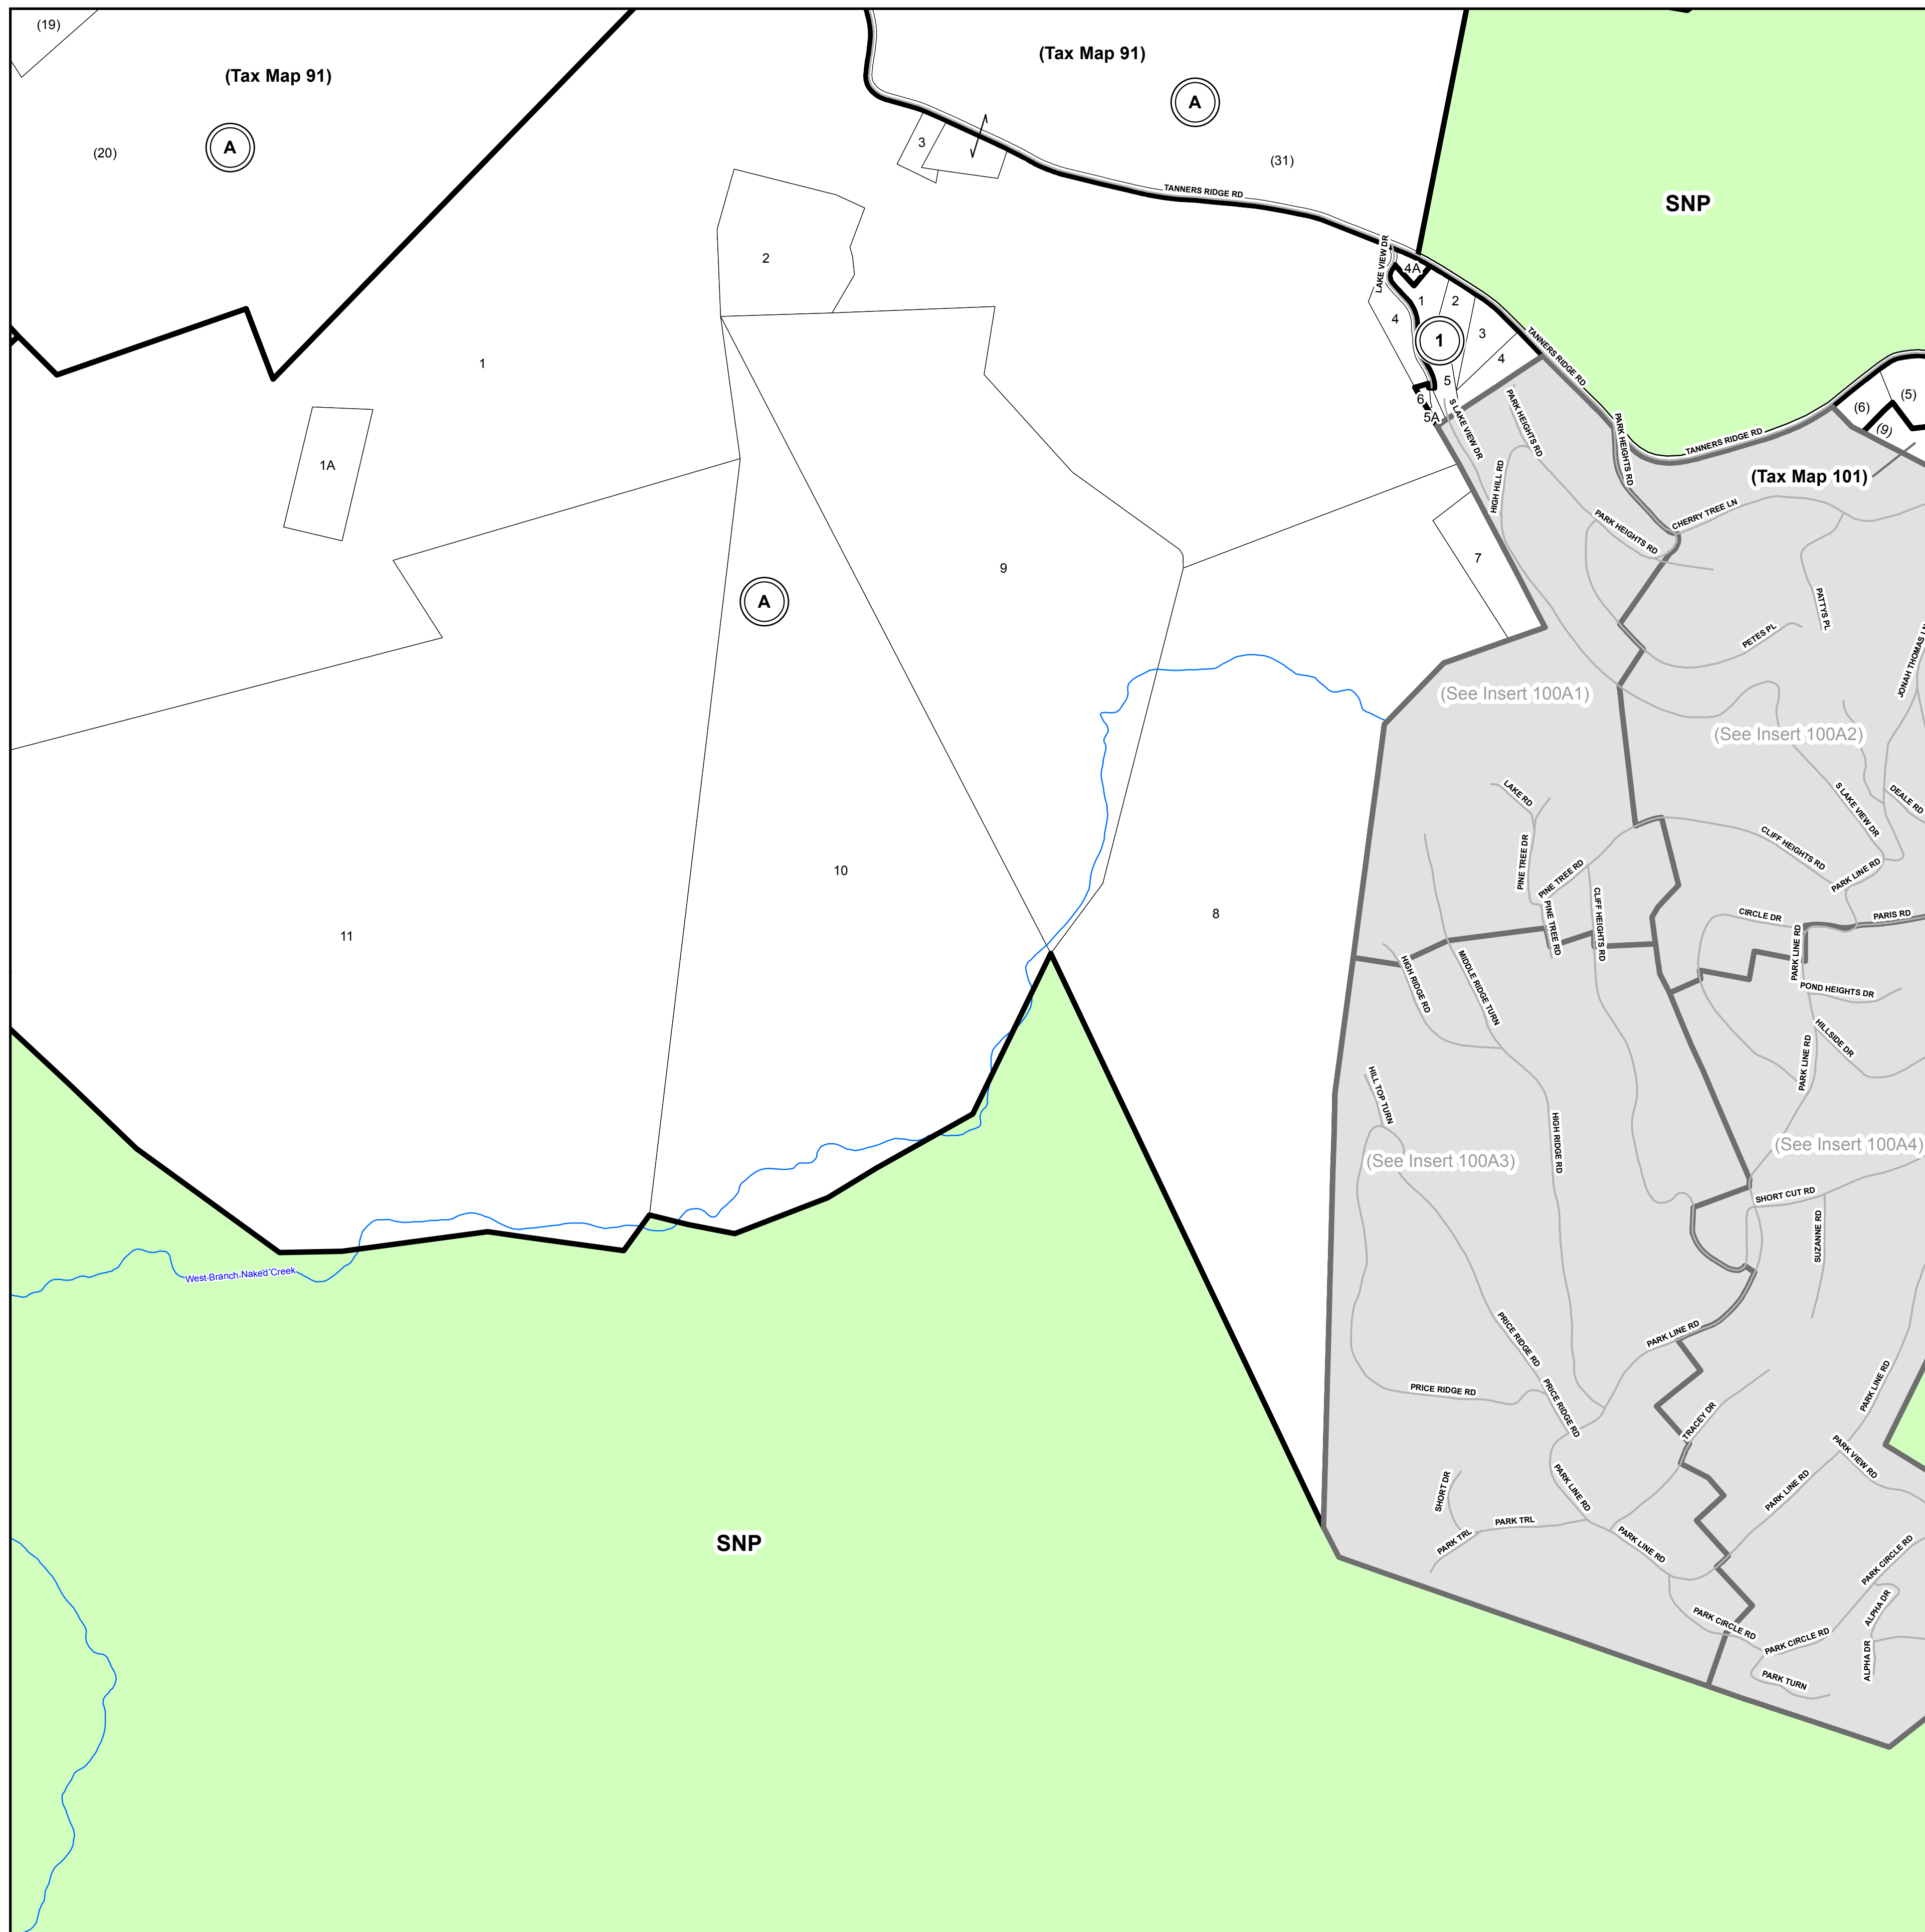 (19)
(Tax Map 91)
(Tax Map 91)
A
A
(20)
3
(31)
TANNERS RIDGE RD
SNP
2
LAKE VIEW DR
4A
1
2
4
3
1
4
TANNERS RIDGE RD
1
5
6
5A
S LAKE VIEW DR
PARK HEIGHTS RD
PARK HEIGHTS RD
TANNERS RIDGE RD
(6)
(5)
(9)
1A
HIGH HILL RD
(Tax Map 101)
PARK HEIGHTS RD
CHERRY TREE LN
7
9
A
PATTYS PL
PETES PL
JONAH THOMAS LN
(See Insert 100A1)
(See Insert 100A2)
LAKE RD
S LAKE VIEW DR
DEALE RD
PINE TREE DR
PINE TREE RD
CLIFF HEIGHTS RD
PARK LINE RD
10
8
11
PINE TREE RD
CLIFF HEIGHTS RD
CIRCLE DR
PARIS RD
PARK LINE RD
HIGH RIDGE RD
MIDDLE RIDGE TURN
POND HEIGHTS DR
HILLSIDE DR
PARK LINE RD
HILL TOP TURN
HIGH RIDGE RD
(See Insert 100A3)
(See Insert 100A4)
SHORT CUT RD
SUZANNE RD
West Branch Naked Creek
PRICE RIDGE RD
PARK LINE RD
PRICE RIDGE RD
PRICE RIDGE RD
PARK LINE RD
TRACEY DR
PARK VIEW RD
SHORT DR
PARK LINE RD
PARK LINE RD
PARK TRL
PARK TRL
PARK LINE RD
SNP
PARK CIRCLE RD
ALPHA DR
PARK CIRCLE RD
PARK CIRCLE RD
ALPHA DR
PARK TURN